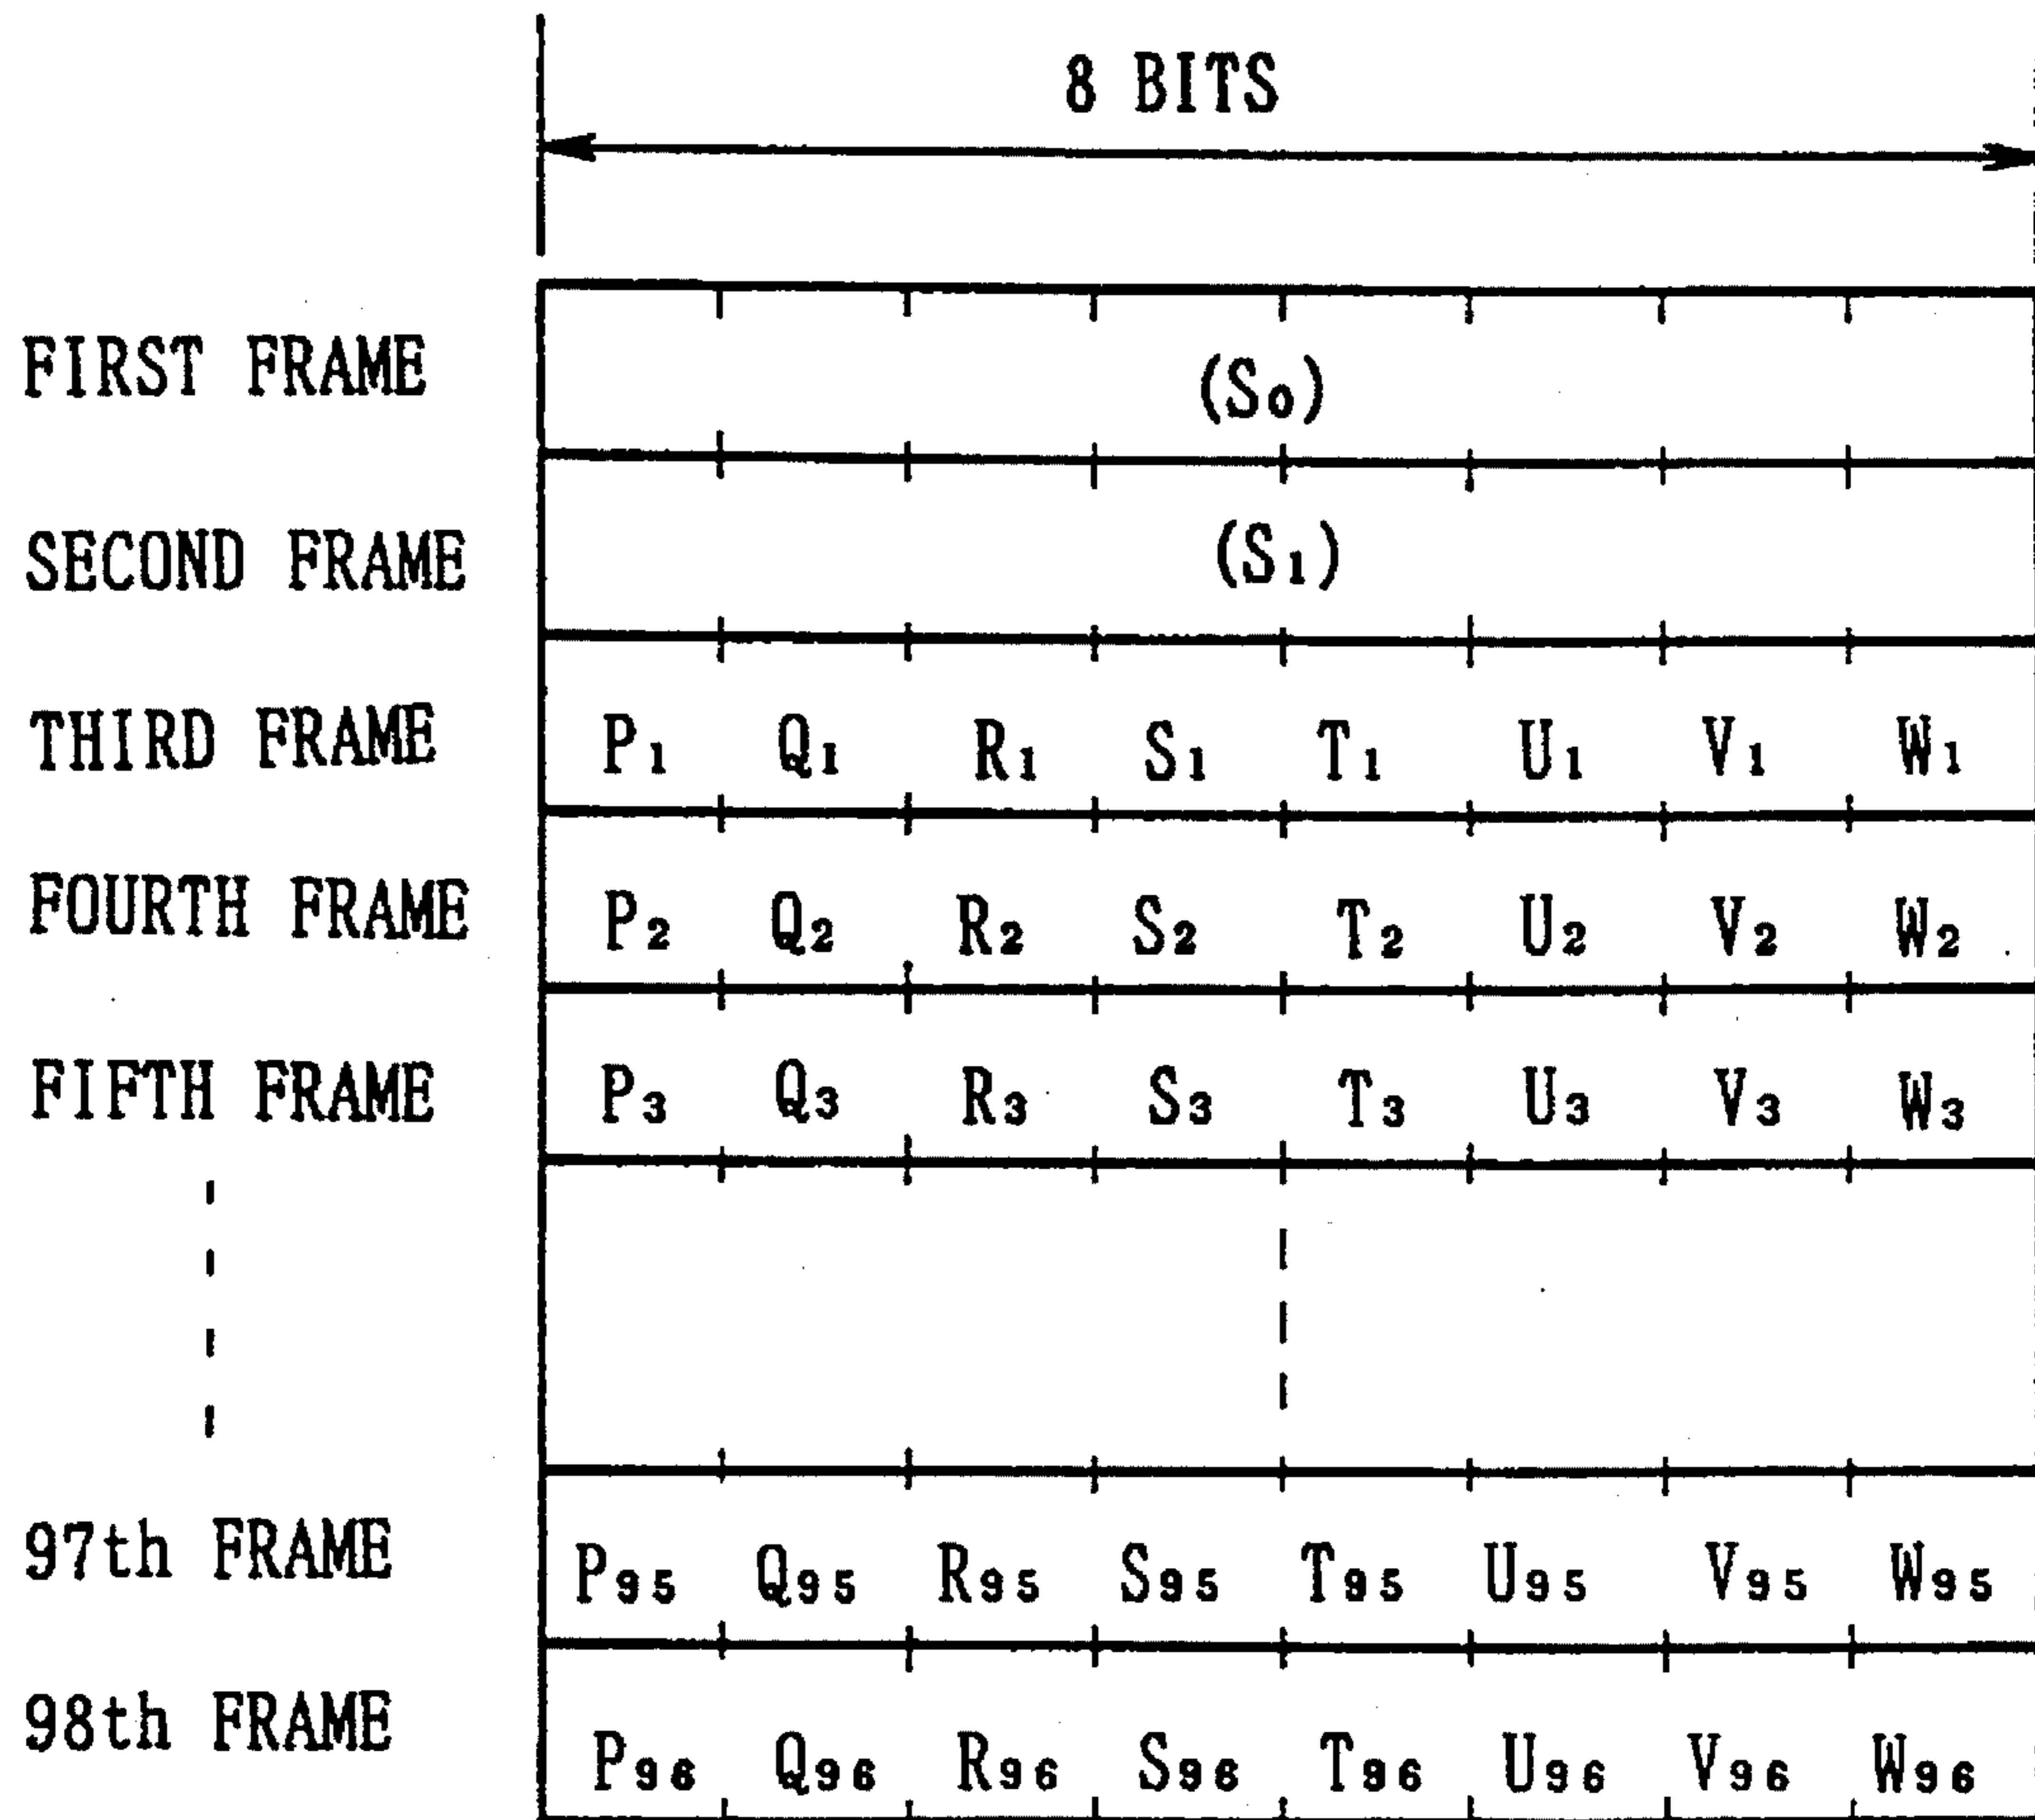 8 BITS
FIRST FRAME (S₀)
SECOND FRAME (S₁)
THIRD FRAME P₁ Q₁ R₁ S₁ T₁ U₁ V₁ W₁
FOURTH FRAME P₂ Q₂ R₂ S₂ T₂ U₂ V₂ W₂
FIFTH FRAME P₃ Q₃ R₃ S₃ T₃ U₃ V₃ W₃
97th FRAME P₉₅ Q₉₅ R₉₅ S₉₅ T₉₅ U₉₅ V₉₅ W₉₅
98th FRAME P₉₆ Q₉₆ R₉₆ S₉₆ T₉₆ U₉₆ V₉₆ W₉₆